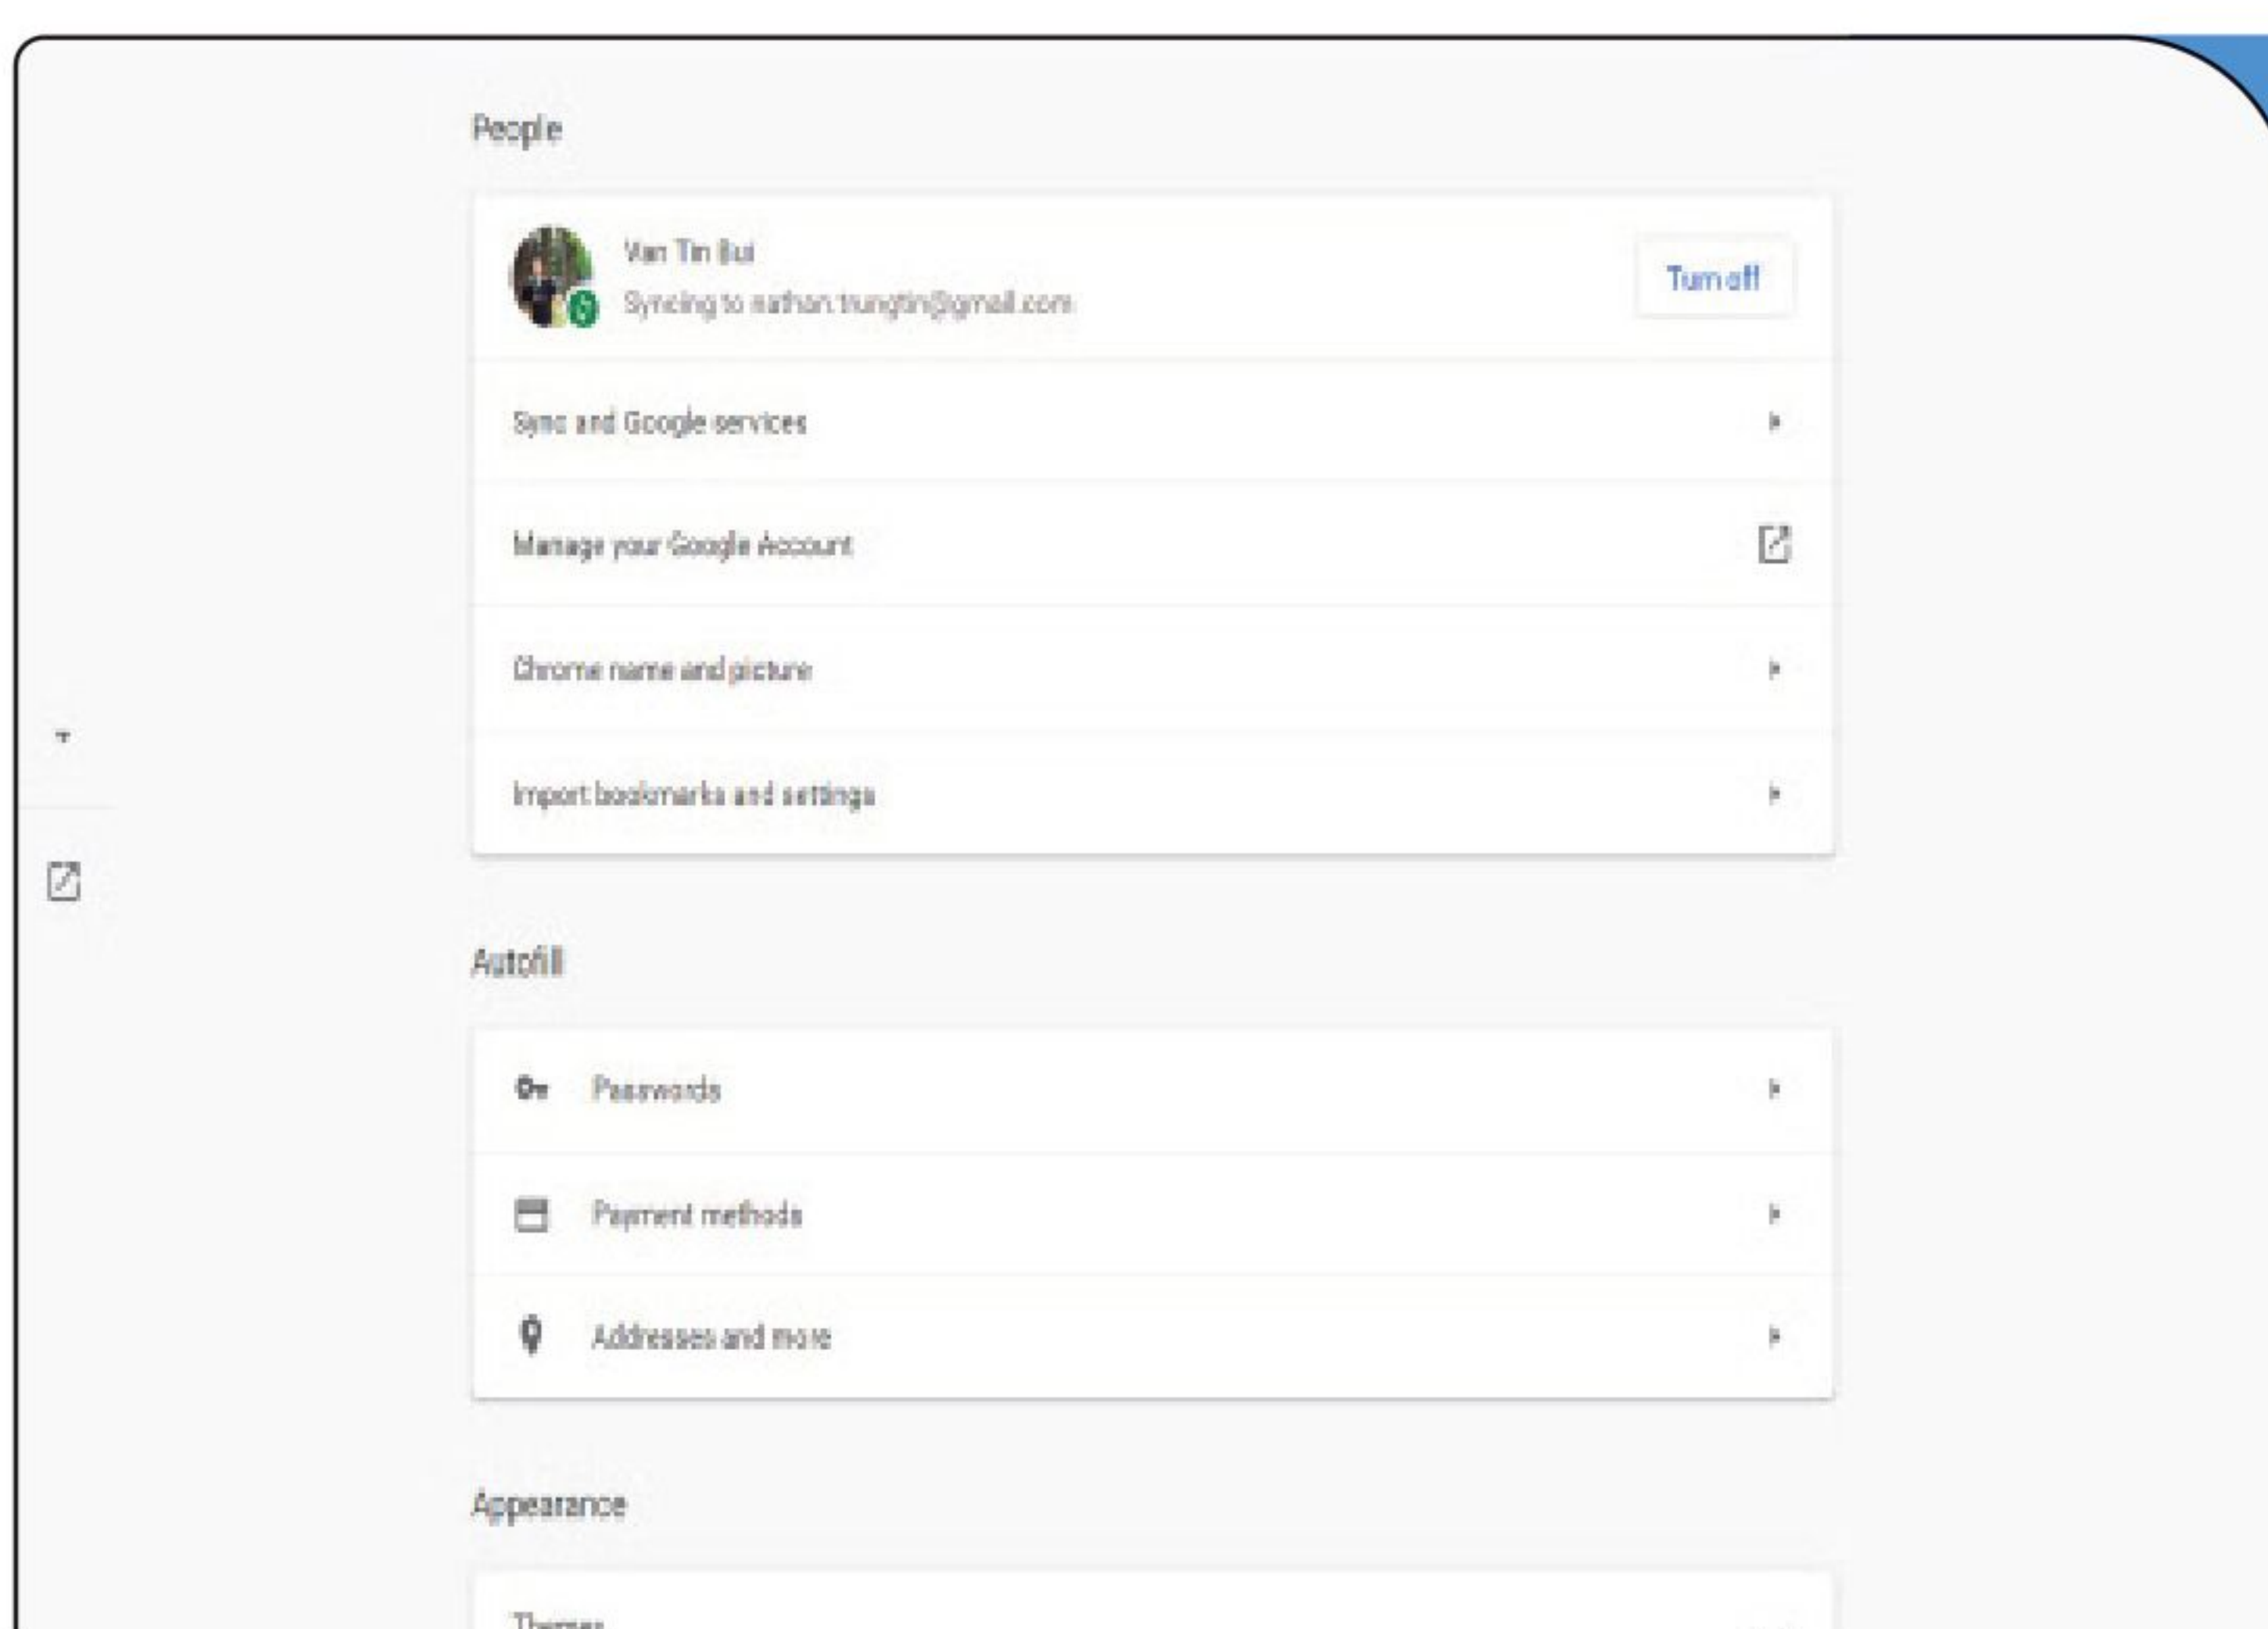 People
Van Tin Bui
Syncing to nathan.trungtin@gmail.com
Turn off
Sync and Google services
Manage your Google Account
Chrome name and picture
Import bookmarks and settings
Autofill
Passwords
Payment methods
Addresses and more
Appearance
Themes